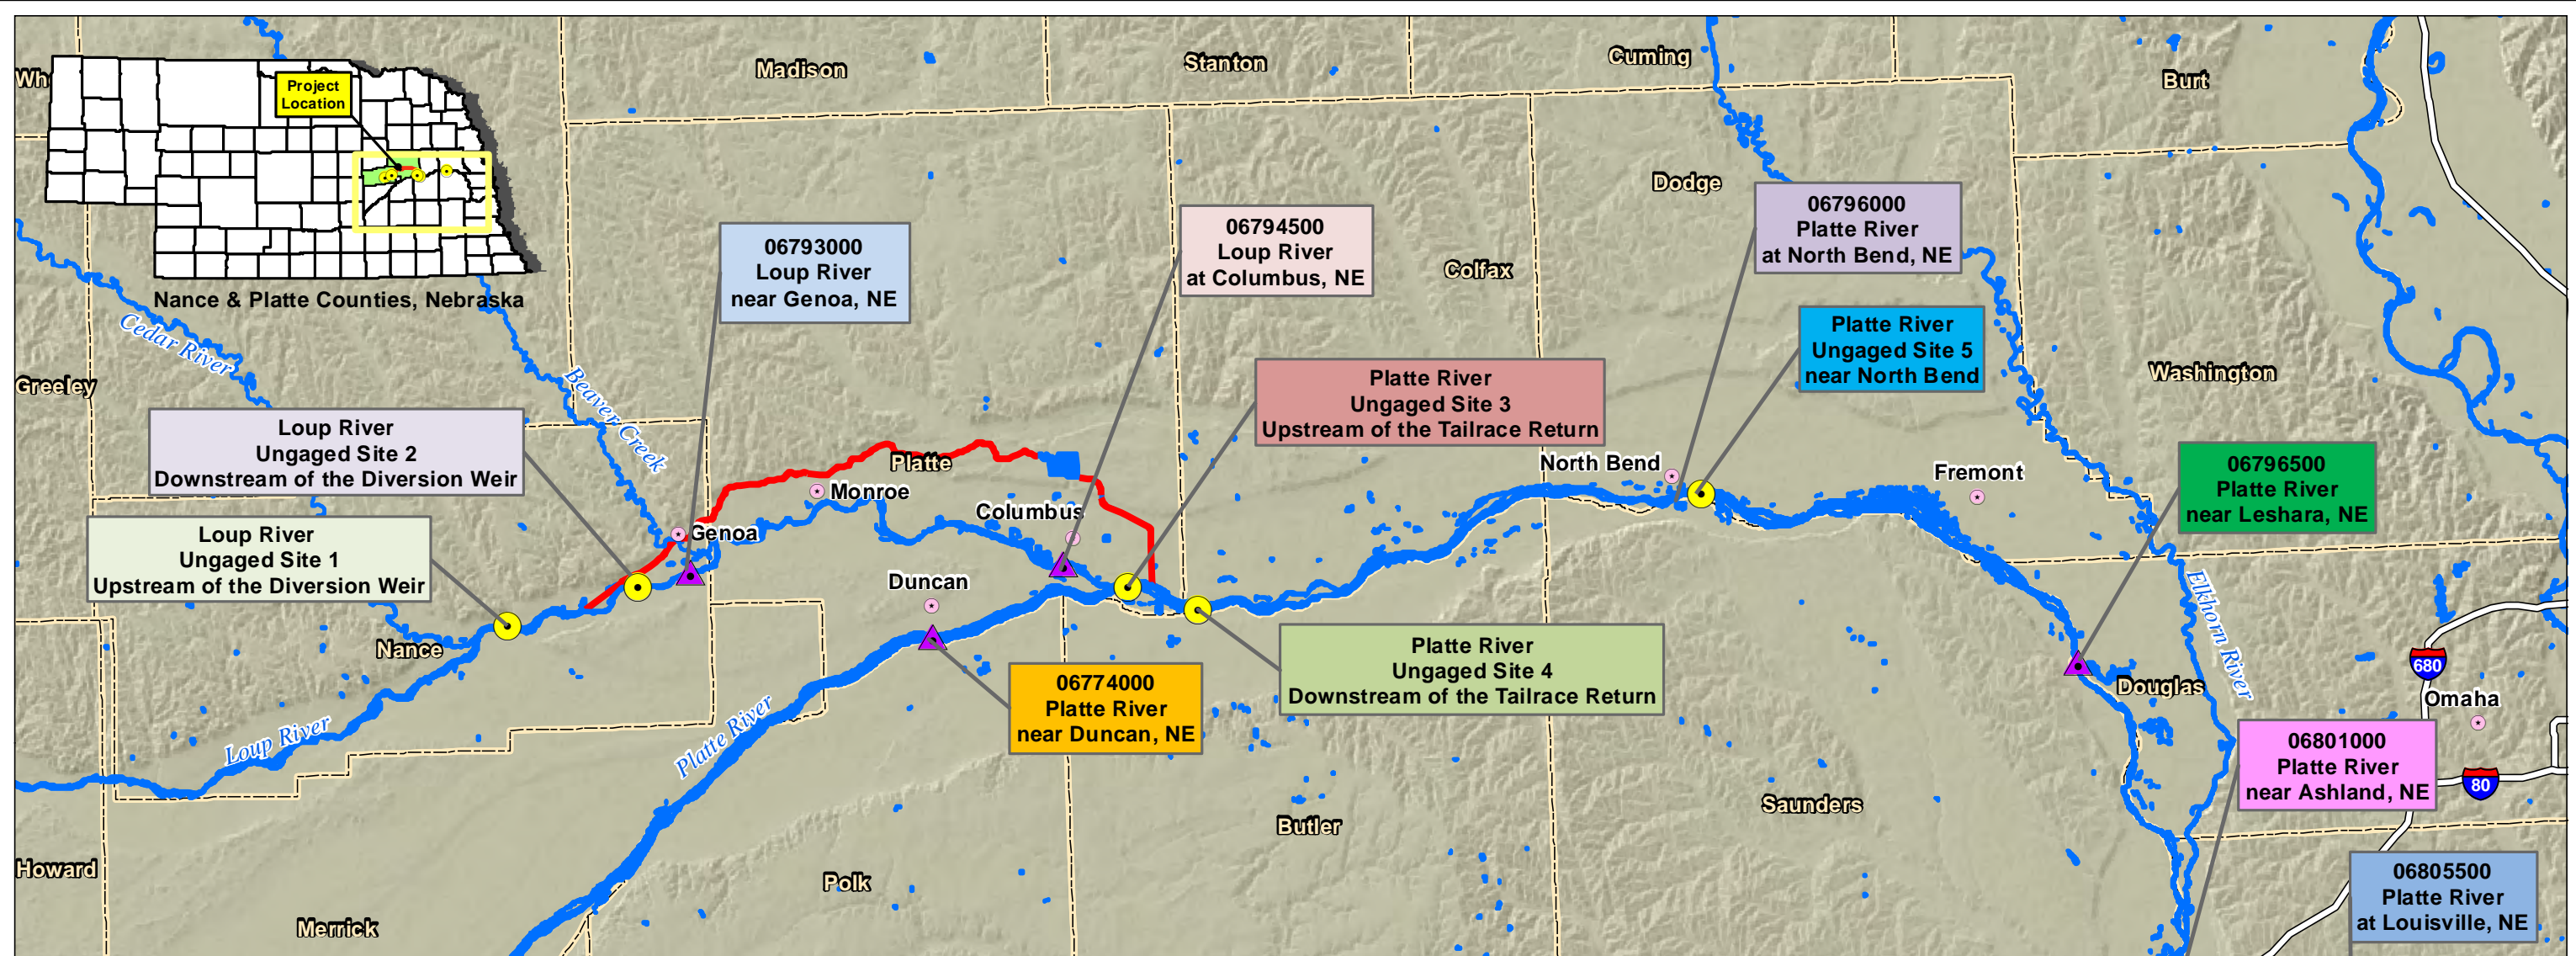 Wh
Madison
Stanton
Cuming
Burt
Project
Location
Nance & Platte Counties, Nebraska
Dodge
06793000
Loup River
near Genoa, NE
06794500
Loup River
at Columbus, NE
06796000
Platte River
at North Bend, NE
Colfax
Cedar River
Greeley
Beaver Creek
Platte River
Ungaged Site 5
near North Bend
Washington
Platte River
Ungaged Site 3
Upstream of the Tailrace Return
Loup River
Ungaged Site 2
Downstream of the Diversion Weir
Platte
Monroe
North Bend
Fremont
06796500
Platte River
near Leshara, NE
Columbus
Genoa
Loup River
Ungaged Site 1
Upstream of the Diversion Weir
Duncan
Nance
Elkhorn River
Platte River
Ungaged Site 4
Downstream of the Tailrace Return
06774000
Platte River
near Duncan, NE
680
Douglas
Omaha
Loup River
Platte River
06801000
Platte River
near Ashland, NE
80
Saunders
Butler
Howard
Polk
Merrick
06805500
Platte River
at Louisville, NE